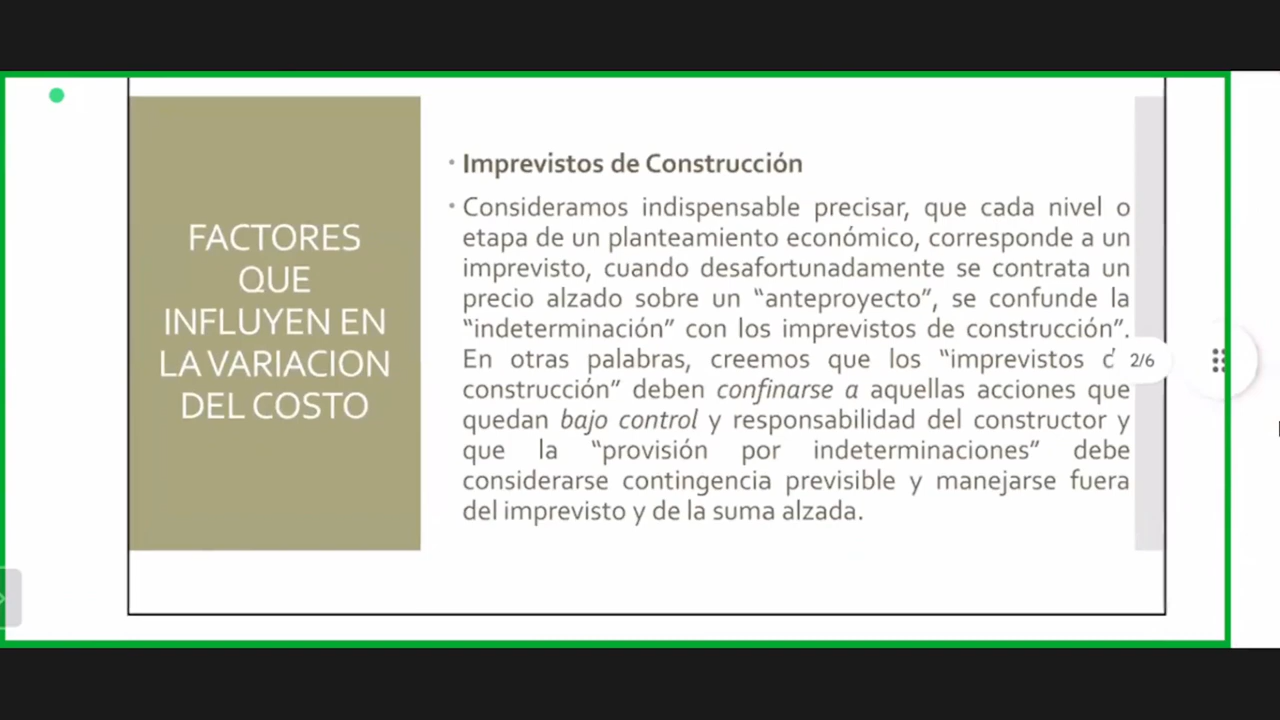 FACTORES
QUE
INFLUYEN EN
LA VARIACION
DEL COSTO
• Imprevistos de Construcción
• Consideramos indispensable precisar, que cada nivel o
etapa de un planteamiento económico, corresponde a un
imprevisto, cuando desafortunadamente se contrata un
precio alzado sobre un “anteproyecto”, se confunde la
“indeterminación” con los imprevistos de construcción”.
En otras palabras, creemos que los “imprevistos
construcción” deben confinarse a aquellas acciones que
quedan bajo control y responsabilidad del constructor y
que la “provisión por indeterminaciones” debe
considerarse contingencia previsible y manejarse fuera
del imprevisto y de la suma alzada.
2/6